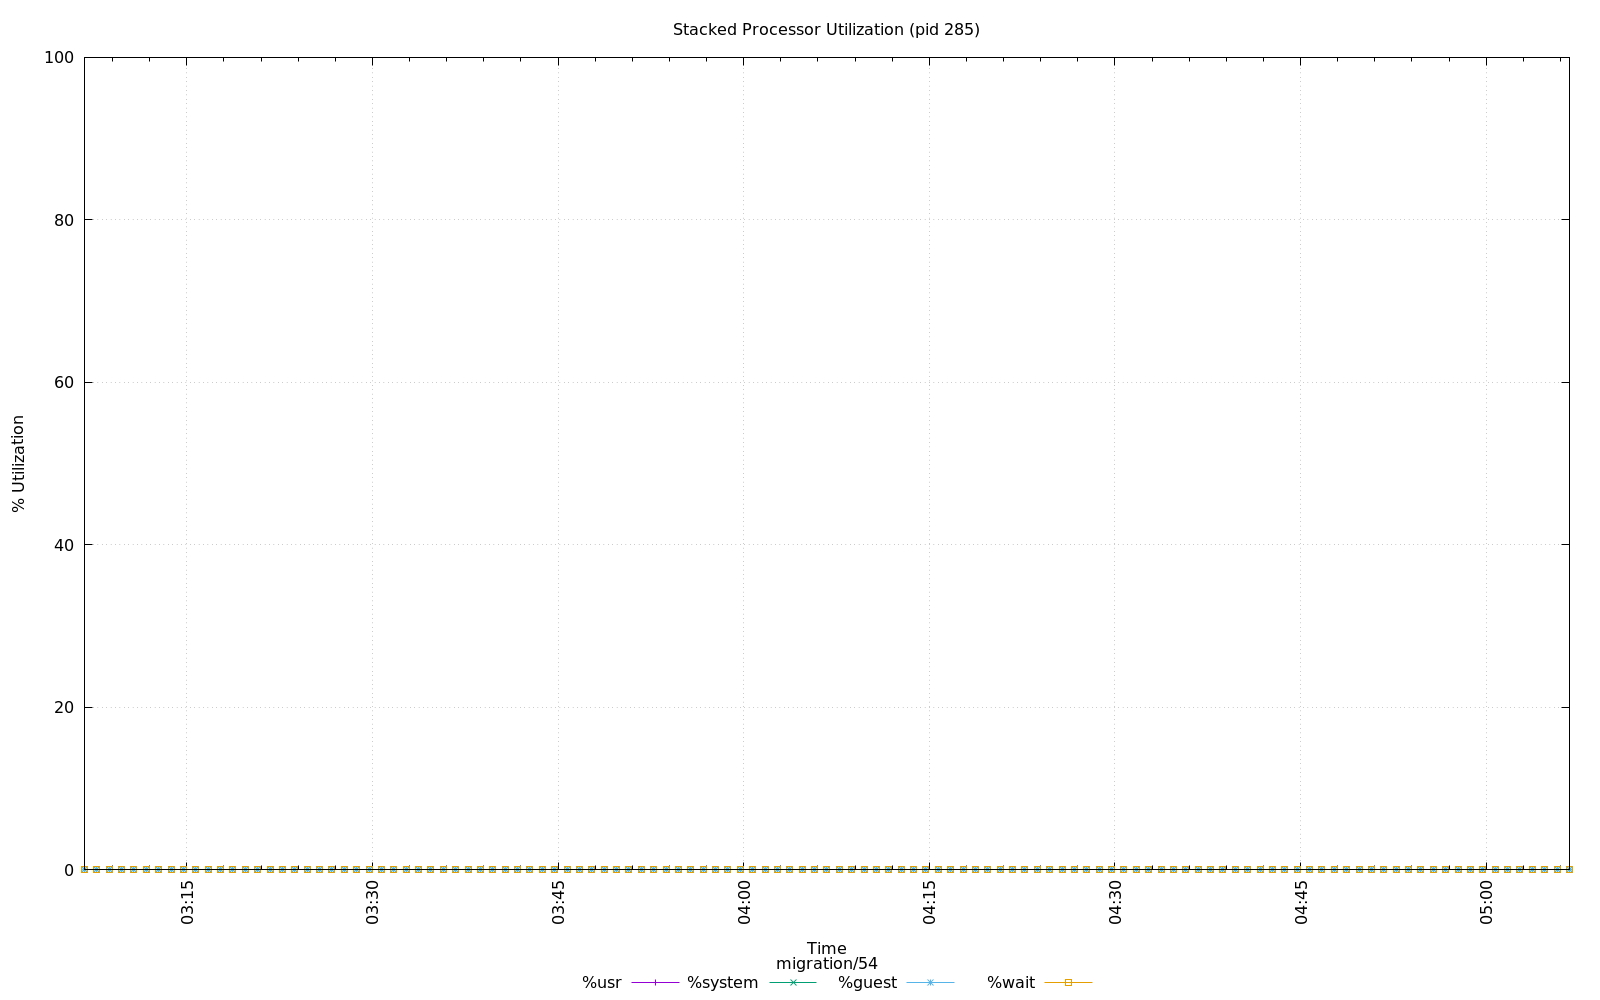 Stacked Processor Utilization (pid 285)
100
80
60
40
20
0
% Utilization
03:15
03:30
03:45
04:00
04:15
04:30
04:45
05:00
Time
migration/54
%usr %system %guest %wait